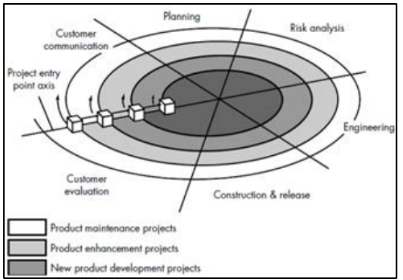 Planning
Risk analysis
Customer
communication
Project entry
point axis
Engineering
Customer
evaluation
Construction & release
Product maintenance projects
Product enhancement projects
New product development projects